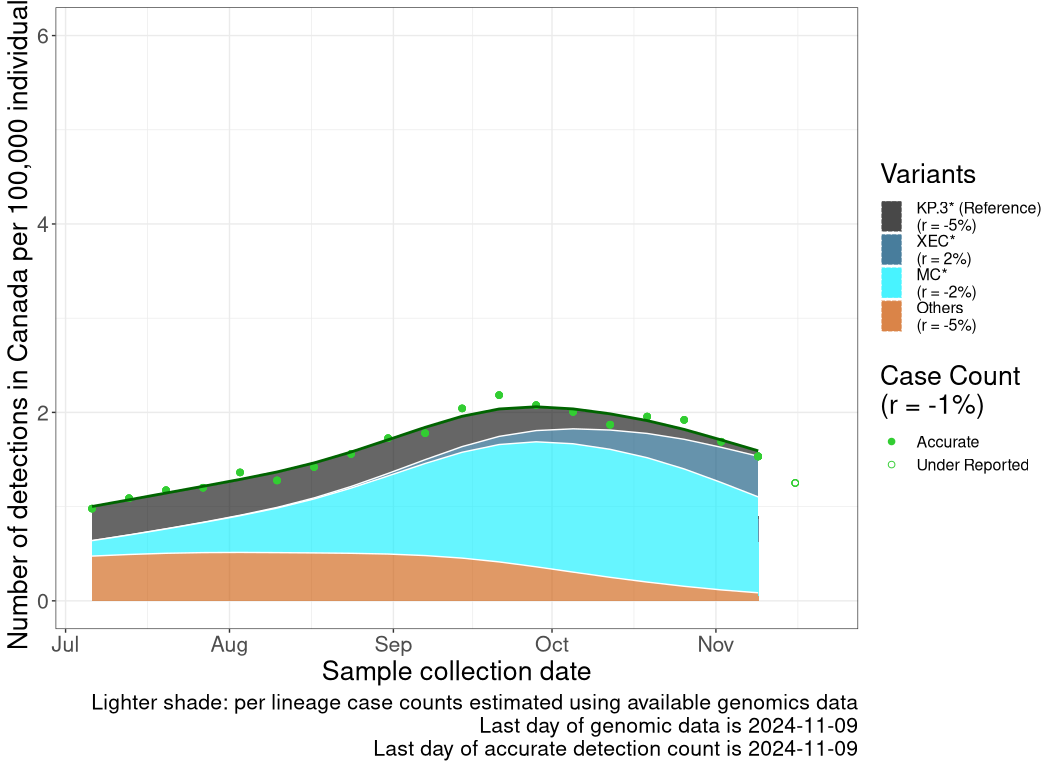 Number of detections in Canada per 100,000 individual
6
4
2
0
Jul
Aug
Sep
Oct
Nov
Sample collection date
Lighter shade: per lineage case counts estimated using available genomics data
Last day of genomic data is 2024-11-09
Last day of accurate detection count is 2024-11-09
Variants
KP.3* (Reference)
(r = -5%)
XEC*
(r = 2%)
MC*
(r = -2%)
Others
(r = -5%)
Case Count
(r = -1%)
Accurate
Under Reported